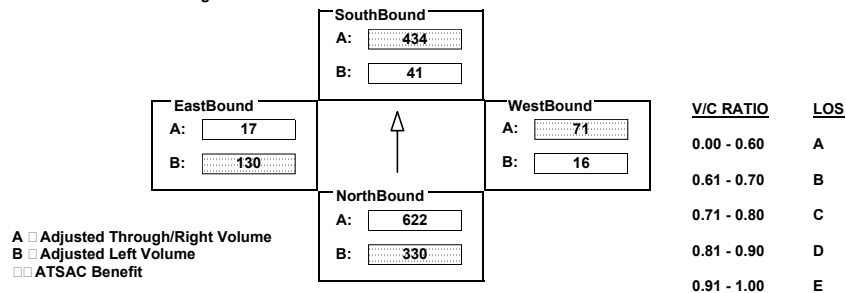 SouthBound
A: 434
B: 41
EastBound
A: 17
B: 130
WestBound
A: 71
B: 16
NorthBound
A: 622
B: 330
A □ Adjusted Through/Right Volume
B □ Adjusted Left Volume
□□ ATSAC Benefit
V/C RATIO LOS
0.00 - 0.60 A
0.61 - 0.70 B
0.71 - 0.80 C
0.81 - 0.90 D
0.91 - 1.00 E